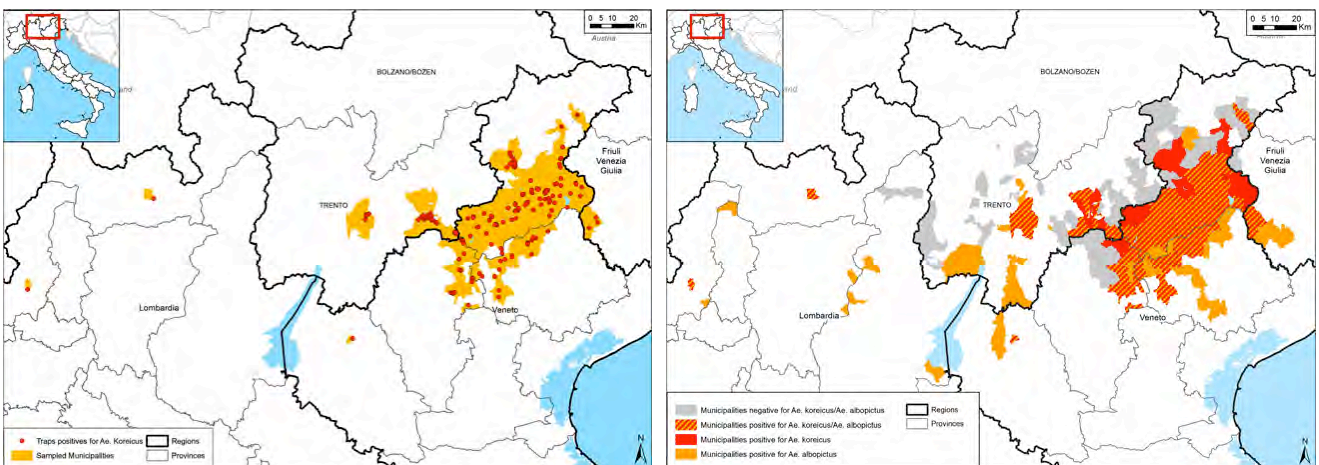 0 5 10 20
Km
Austria
land
BOLZANO/BOZEN
Friuli
Venezia
Giulia
TRENTO
Lombardia
Veneto
Traps positives for Ae. Koreicus
Regions
Sampled Municipalities
Provinces
N
0 5 10 20
Km
Austria
land
BOLZANO/BOZEN
Friuli
Venezia
Giulia
TRENTO
Lombardia
Veneto
Municipalities negative for Ae. koreicus/Ae. albopictus
Regions
Municipalities positive for Ae. koreicus/Ae. albopictus
Provinces
Municipalities positive for Ae. koreicus
Municipalities positive for Ae. albopictus
N